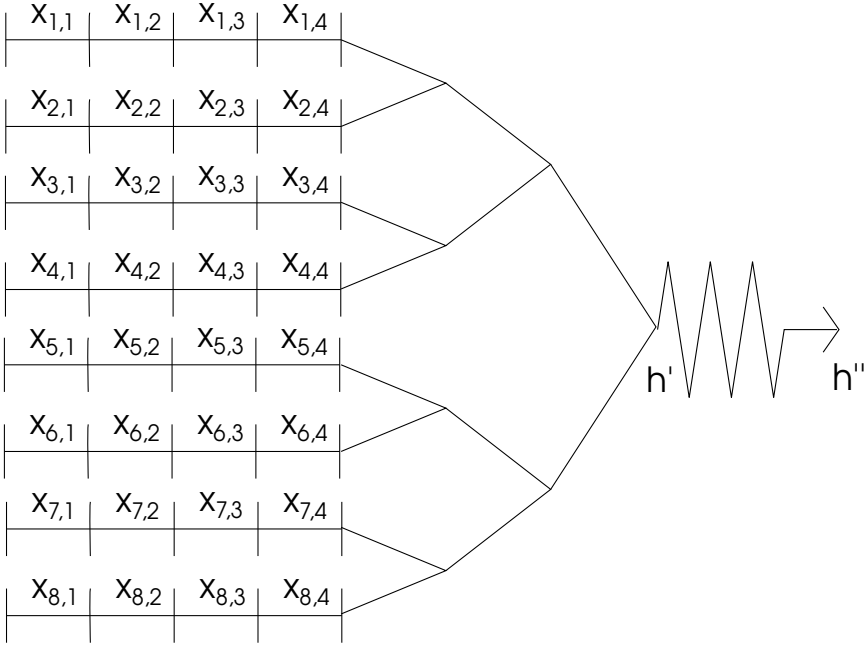 x1,1 x1,2 x1,3 x1,4
x2,1 x2,2 x2,3 x2,4
x3,1 x3,2 x3,3 x3,4
x4,1 x4,2 x4,3 x4,4
x5,1 x5,2 x5,3 x5,4
h' h''
x6,1 x6,2 x6,3 x6,4
x7,1 x7,2 x7,3 x7,4
x8,1 x8,2 x8,3 x8,4